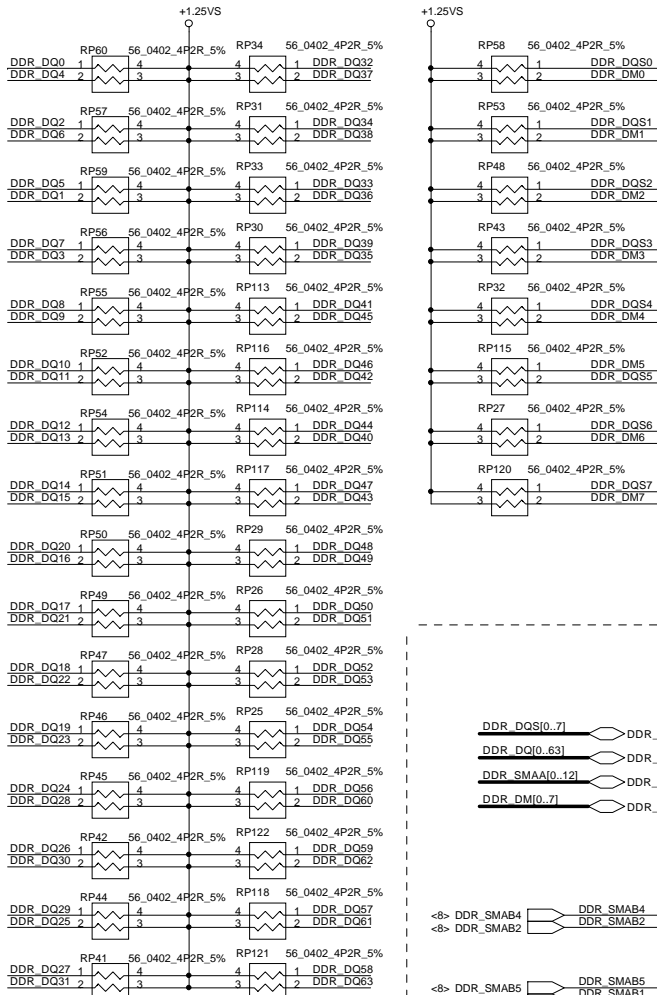 +1.25VS +1.25VS
RP60 56_0402_4P2R_5% RP34 56_0402_4P2R_5% RP58 56_0402_4P2R_5%
DDR_DQ0 1 4 4 1 DDR_DQ32 4 1 DDR_DQS0
DDR_DQ4 2 3 3 2 DDR_DQ37 3 2 DDR_DM0
RP57 56_0402_4P2R_5% RP31 56_0402_4P2R_5% RP53 56_0402_4P2R_5%
DDR_DQ2 1 4 4 1 DDR_DQ34 4 1 DDR_DQS1
DDR_DQ6 2 3 3 2 DDR_DQ38 3 2 DDR_DM1
RP59 56_0402_4P2R_5% RP33 56_0402_4P2R_5% RP48 56_0402_4P2R_5%
DDR_DQ5 1 4 4 1 DDR_DQ33 4 1 DDR_DQS2
DDR_DQ1 2 3 3 2 DDR_DQ36 3 2 DDR_DM2
RP56 56_0402_4P2R_5% RP30 56_0402_4P2R_5% RP43 56_0402_4P2R_5%
DDR_DQ7 1 4 4 1 DDR_DQ39 4 1 DDR_DQS3
DDR_DQ3 2 3 3 2 DDR_DQ35 3 2 DDR_DM3
RP55 56_0402_4P2R_5% RP113 56_0402_4P2R_5% RP32 56_0402_4P2R_5%
DDR_DQ8 1 4 4 1 DDR_DQ41 4 1 DDR_DQS4
DDR_DQ9 2 3 3 2 DDR_DQ45 3 2 DDR_DM4
RP52 56_0402_4P2R_5% RP116 56_0402_4P2R_5% RP115 56_0402_4P2R_5%
DDR_DQ10 1 4 4 1 DDR_DQ46 4 1 DDR_DM5
DDR_DQ11 2 3 3 2 DDR_DQ42 3 2 DDR_DQS5
RP54 56_0402_4P2R_5% RP114 56_0402_4P2R_5% RP27 56_0402_4P2R_5%
DDR_DQ12 1 4 4 1 DDR_DQ44 4 1 DDR_DQS6
DDR_DQ13 2 3 3 2 DDR_DQ40 3 2 DDR_DM6
RP51 56_0402_4P2R_5% RP117 56_0402_4P2R_5% RP120 56_0402_4P2R_5%
DDR_DQ14 1 4 4 1 DDR_DQ47 4 1 DDR_DQS7
DDR_DQ15 2 3 3 2 DDR_DQ43 3 2 DDR_DM7
RP50 56_0402_4P2R_5% RP29 56_0402_4P2R_5%
DDR_DQ20 1 4 4 1 DDR_DQ48
DDR_DQ16 2 3 3 2 DDR_DQ49
RP49 56_0402_4P2R_5% RP26 56_0402_4P2R_5%
DDR_DQ17 1 4 4 1 DDR_DQ50
DDR_DQ21 2 3 3 2 DDR_DQ51
RP47 56_0402_4P2R_5% RP28 56_0402_4P2R_5%
DDR_DQ18 1 4 4 1 DDR_DQ52
DDR_DQ22 2 3 3 2 DDR_DQ53
RP46 56_0402_4P2R_5% RP25 56_0402_4P2R_5%
DDR_DQ19 1 4 4 1 DDR_DQ54 DDR_DQS[0..7] DDR_
DDR_DQ23 2 3 3 2 DDR_DQ55 DDR_DQ[0..63] DDR_
RP45 56_0402_4P2R_5% RP119 56_0402_4P2R_5% DDR_SMAA[0..12] DDR_
DDR_DQ24 1 4 4 1 DDR_DQ56 DDR_DM[0..7] DDR_
DDR_DQ28 2 3 3 2 DDR_DQ60
RP42 56_0402_4P2R_5% RP122 56_0402_4P2R_5%
DDR_DQ26 1 4 4 1 DDR_DQ59
DDR_DQ30 2 3 3 2 DDR_DQ62
RP44 56_0402_4P2R_5% RP118 56_0402_4P2R_5%
DDR_DQ29 1 4 4 1 DDR_DQ57 <8> DDR_SMAB4 DDR_SMAB4
DDR_DQ25 2 3 3 2 DDR_DQ61 <8> DDR_SMAB2 DDR_SMAB2
RP41 56_0402_4P2R_5% RP121 56_0402_4P2R_5%
DDR_DQ27 1 4 4 1 DDR_DQ58 <8> DDR_SMAB5 DDR_SMAB5
DDR_DQ31 2 3 3 2 DDR_DQ63 DDR_SMAB1